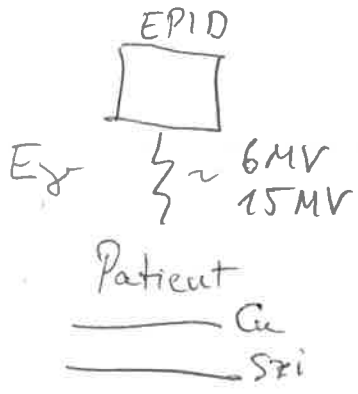 EPID
Eγ ~ 6MV
15MV
Patient
Cu
Szi